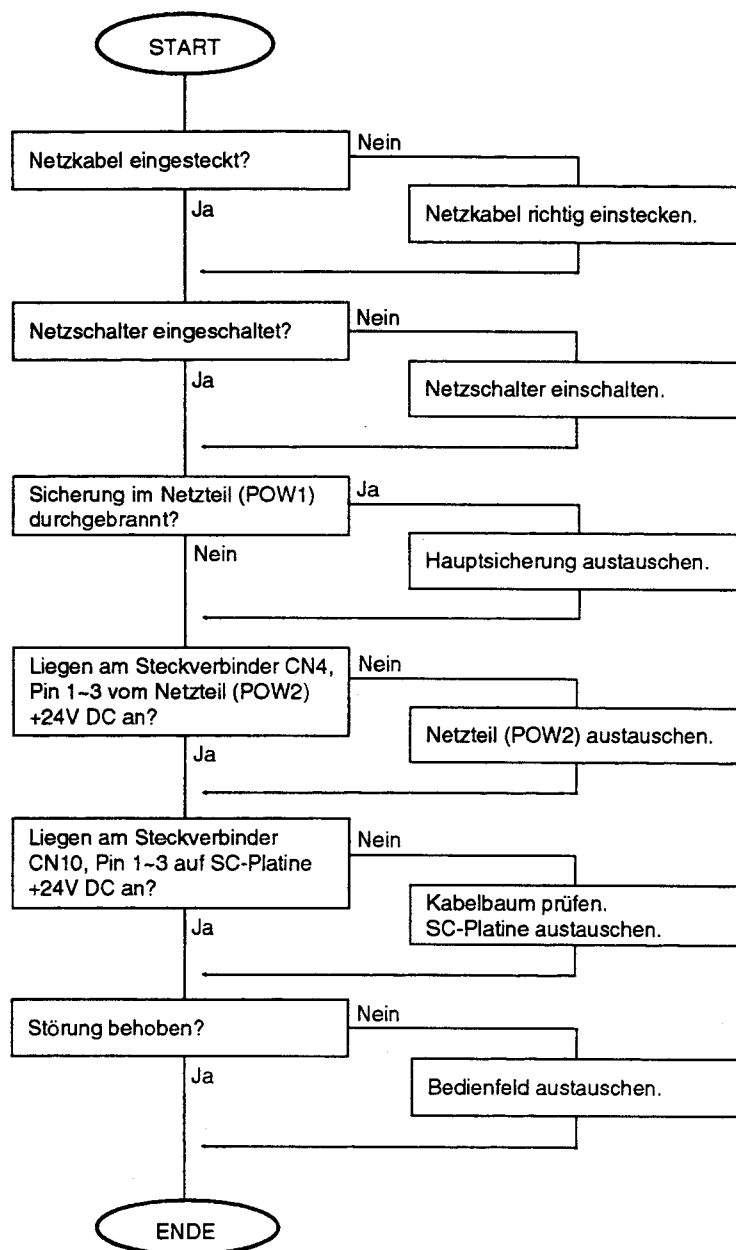 START
Netzkabel eingesteckt?
Nein
Netzkabel richtig einstecken.
Ja
Netzschalter eingeschaltet?
Nein
Netzschalter einschalten.
Ja
Sicherung im Netzteil (POW1)
durchgebrannt?
Ja
Hauptsicherung austauschen.
Nein
Liegen am Steckverbinder CN4,
Pin 1~3 vom Netzteil (POW2)
+24V DC an?
Nein
Netzteil (POW2) austauschen.
Ja
Liegen am Steckverbinder
CN10, Pin 1~3 auf SC-Platine
+24V DC an?
Nein
Kabelbaum prüfen.
SC-Platine austauschen.
Ja
Störung behoben?
Nein
Bedienfeld austauschen.
Ja
ENDE